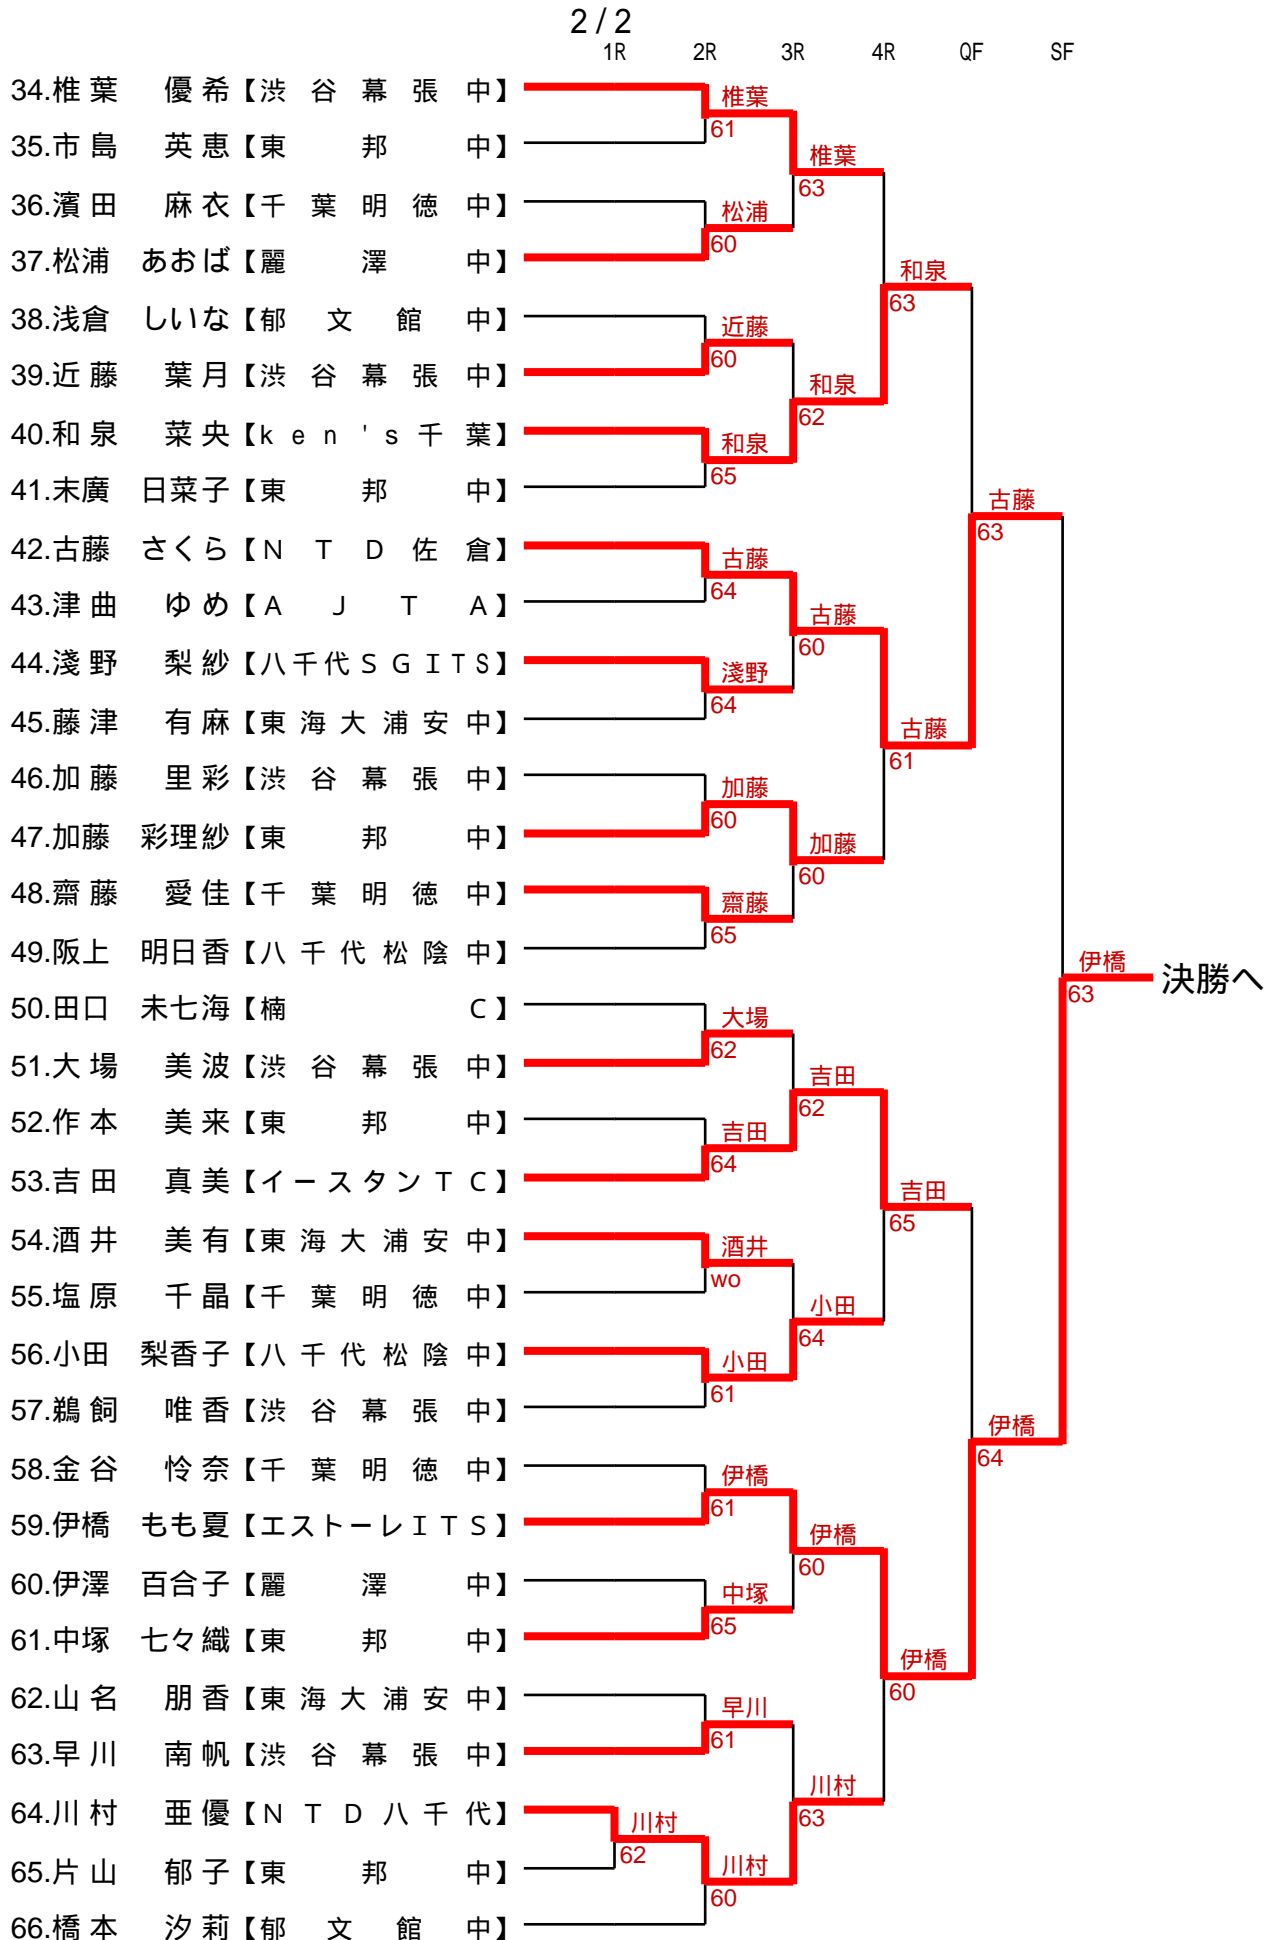 2/2
1R 2R 3R 4R QF SF
34.椎葉 優希【渋谷幕張中】
椎葉
61
35.市島 英恵【東邦中】
椎葉
63
36.濱田 麻衣【千葉明徳中】
松浦
60
37.松浦 あおば【麗澤中】
和泉
63
38.浅倉 しいな【郁文館中】
近藤
60
39.近藤 葉月【渋谷幕張中】
和泉
62
40.和泉 菜央【ken's千葉】
和泉
65
41.末廣 日菜子【東邦中】
古藤
63
42.古藤 さくら【NTD佐倉】
古藤
64
43.津曲 ゆめ【AJTA】
古藤
60
44.淺野 梨紗【八千代SGITS】
淺野
64
45.藤津 有麻【東海大浦安中】
古藤
61
46.加藤 里彩【渋谷幕張中】
加藤
60
47.加藤 彩理紗【東邦中】
加藤
60
48.齋藤 愛佳【千葉明徳中】
齋藤
65
49.阪上 明日香【八千代松陰中】
伊橋
63
決勝へ
50.田口 未七海【楠C】
大場
62
51.大場 美波【渋谷幕張中】
吉田
62
52.作本 美来【東邦中】
吉田
64
53.吉田 真美【イースタンTC】
吉田
65
54.酒井 美有【東海大浦安中】
酒井
wo
55.塩原 千晶【千葉明徳中】
小田
64
56.小田 梨香子【八千代松陰中】
小田
61
57.鵜飼 唯香【渋谷幕張中】
伊橋
64
58.金谷 怜奈【千葉明徳中】
伊橋
61
59.伊橋 もも夏【エストーレITS】
伊橋
60
60.伊澤 百合子【麗澤中】
中塚
65
61.中塚 七々織【東邦中】
伊橋
60
62.山名 朋香【東海大浦安中】
早川
61
63.早川 南帆【渋谷幕張中】
川村
63
64.川村 亜優【NTD八千代】
川村
62
65.片山 郁子【東邦中】
川村
60
66.橋本 汐莉【郁文館中】